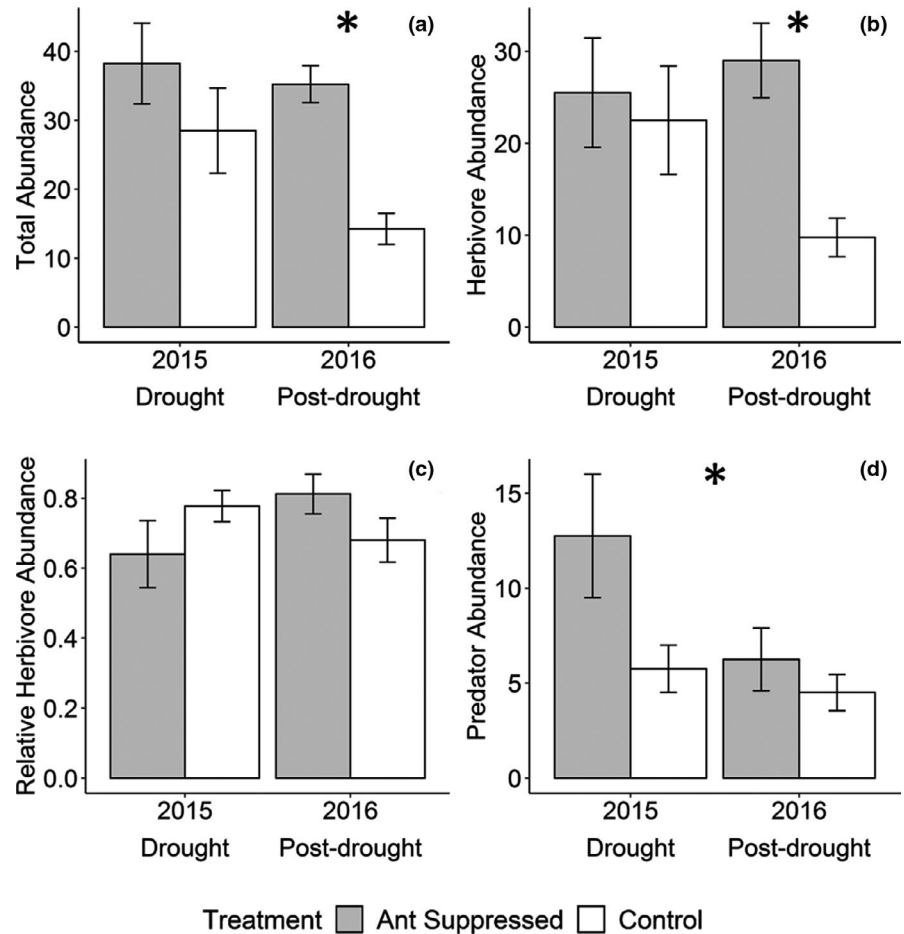 (a)
*
Total Abundance
40
30
20
10
0
2015
2016
Drought
Post-drought
(b)
*
Herbivore Abundance
30
20
10
0
2015
2016
Drought
Post-drought
(c)
Relative Herbivore Abundance
0.8
0.6
0.4
0.2
0.0
2015
2016
Drought
Post-drought
(d)
*
Predator Abundance
15
10
5
0
2015
2016
Drought
Post-drought
Treatment Ant Suppressed Control